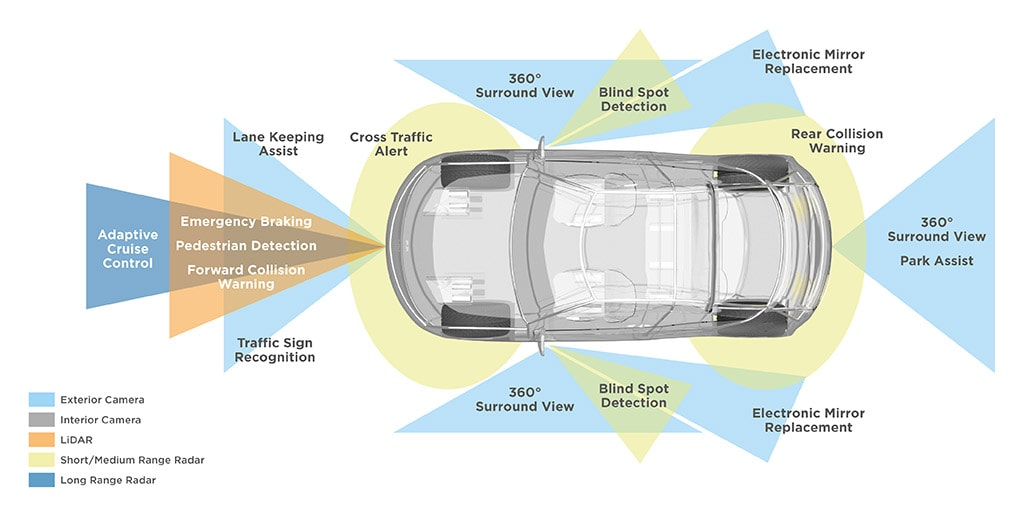 Electronic Mirror
Replacement
360°
Surround View
Blind Spot
Detection
Lane Keeping
Assist
Cross Traffic
Alert
Rear Collision
Warning
Adaptive
Cruise
Control
Emergency Braking
Pedestrian Detection
Forward Collision
Warning
360°
Surround View
Park Assist
Traffic Sign
Recognition
360°
Surround View
Blind Spot
Detection
Electronic Mirror
Replacement
Exterior Camera
Interior Camera
LiDAR
Short/Medium Range Radar
Long Range Radar